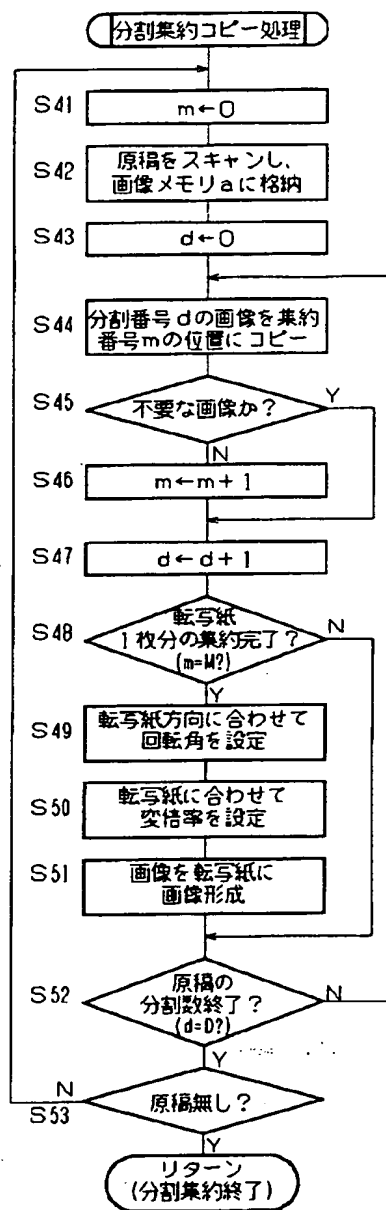 分割集約コピー処理
S41
m←0
S42
原稿をスキャンし、
画像メモリaに格納
S43
d←0
S44
分割番号dの画像を集約
番号mの位置にコピー
S45
不要な画像か?
Y
N
S46
m←m+1
S47
d←d+1
S48
転写紙
1枚分の集約完了?
(m=M?)
N
Y
S49
転写紙方向に合わせて
回転角を設定
S50
転写紙に合わせて
変倍率を設定
S51
画像を転写紙に
画像形成
S52
原稿の
分割数終了?
(d=D?)
N
Y
N
S53
原稿無し?
Y
リターン
(分割集約終了)